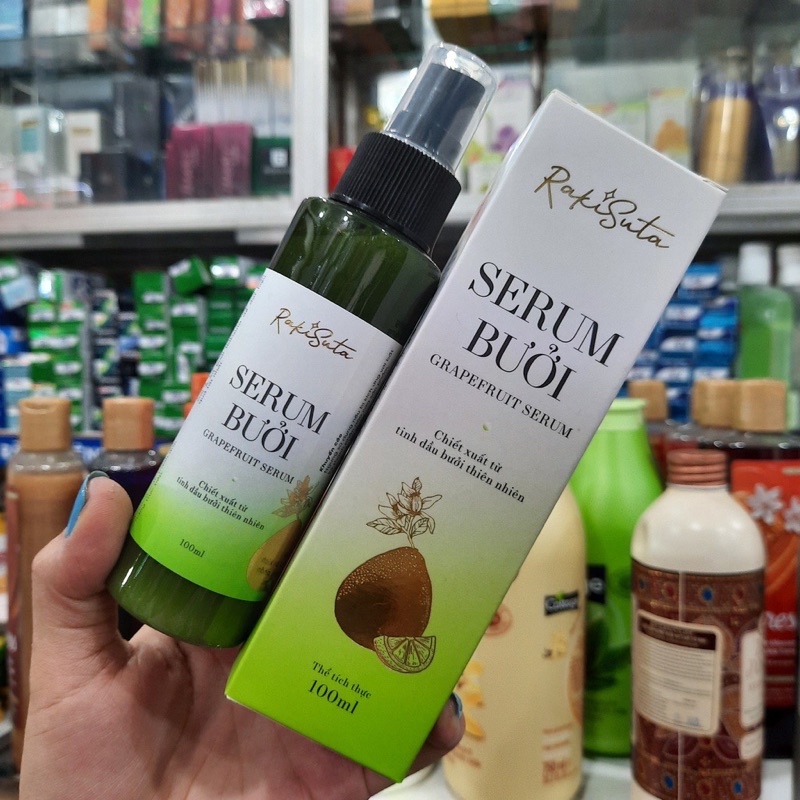 RakiSuta
SERUM
BƯỞI
GRAPEFRUIT SERUM
Chiết xuất từ
tinh dầu bưởi thiên nhiên
100ml
RakiSuta
SERUM
BƯỞI
GRAPEFRUIT SERUM
Chiết xuất từ
tinh dầu bưởi thiên nhiên
Thể tích thực
100ml